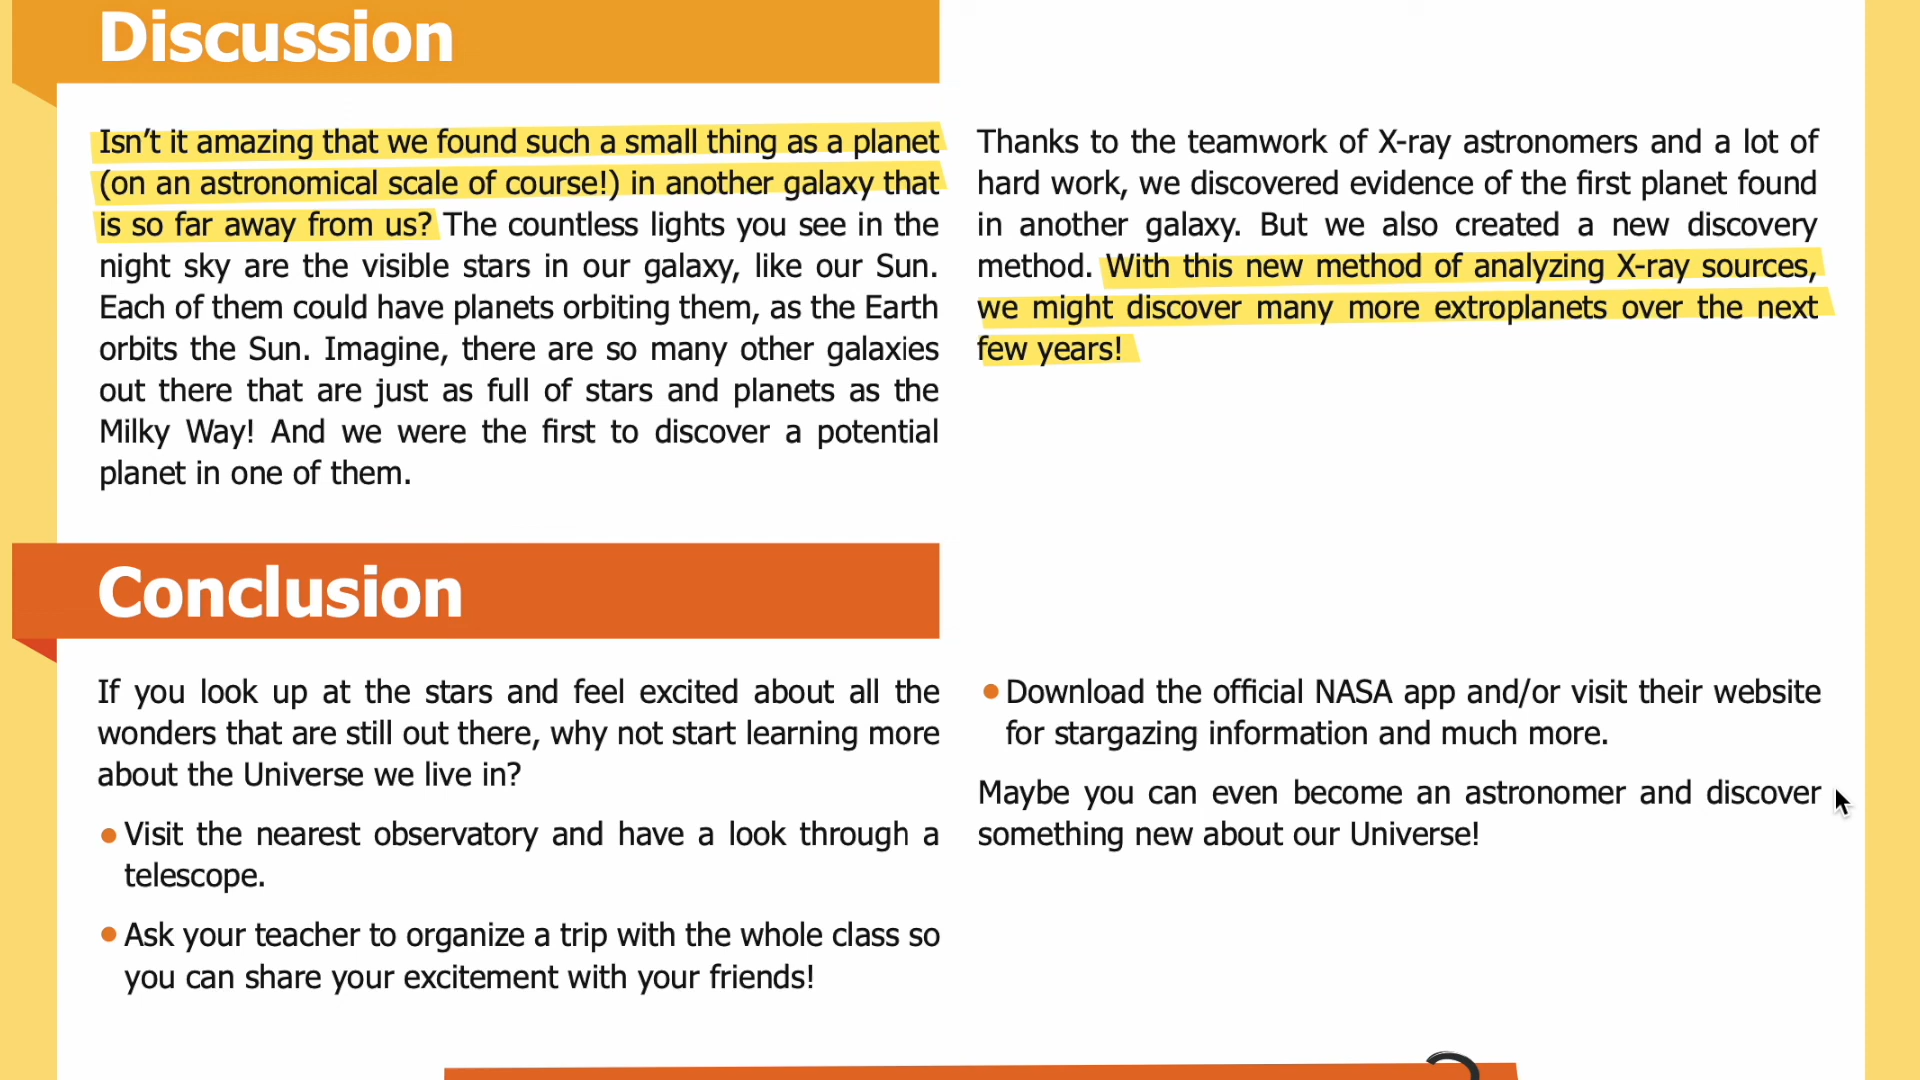 Discussion
Isn’t it amazing that we found such a small thing as a planet
(on an astronomical scale of course!) in another galaxy that
is so far away from us? The countless lights you see in the
night sky are the visible stars in our galaxy, like our Sun.
Each of them could have planets orbiting them, as the Earth
orbits the Sun. Imagine, there are so many other galaxies
out there that are just as full of stars and planets as the
Milky Way! And we were the first to discover a potential
planet in one of them.
Thanks to the teamwork of X-ray astronomers and a lot of
hard work, we discovered evidence of the first planet found
in another galaxy. But we also created a new discovery
method. With this new method of analyzing X-ray sources,
we might discover many more extroplanets over the next
few years!
Conclusion
If you look up at the stars and feel excited about all the
wonders that are still out there, why not start learning more
about the Universe we live in?
• Visit the nearest observatory and have a look through a
telescope.
• Ask your teacher to organize a trip with the whole class so
you can share your excitement with your friends!
• Download the official NASA app and/or visit their website
for stargazing information and much more.
Maybe you can even become an astronomer and discover
something new about our Universe!